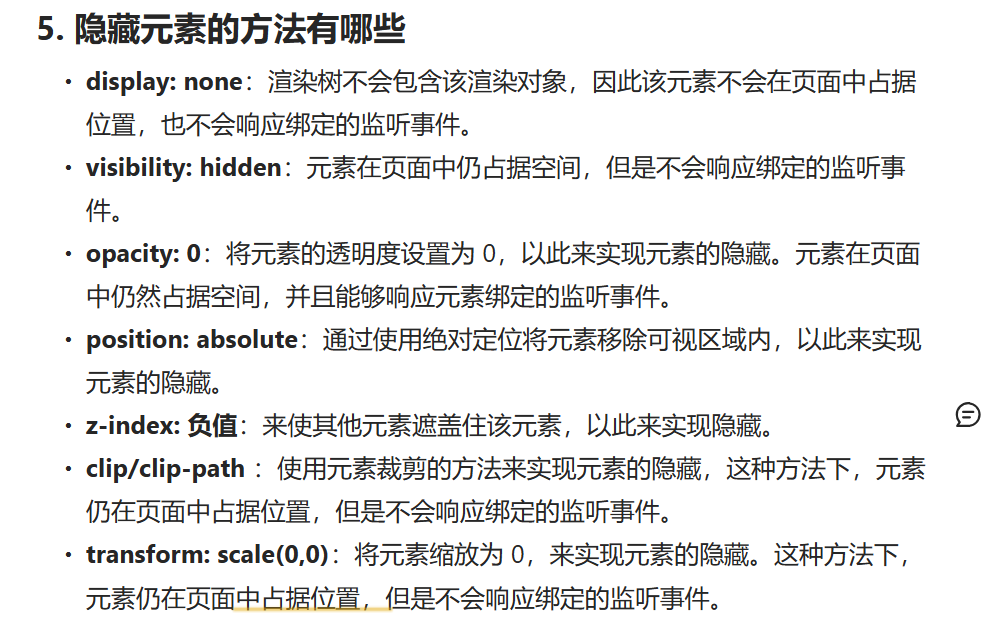 5. 隐藏元素的方法有哪些
• display: none：渲染树不会包含该渲染对象，因此该元素不会在页面中占据
位置，也不会响应绑定的监听事件。
• visibility: hidden：元素在页面中仍占据空间，但是不会响应绑定的监听事
件。
• opacity: 0：将元素的透明度设置为 0，以此来实现元素的隐藏。元素在页面
中仍然占据空间，并且能够响应元素绑定的监听事件。
• position: absolute：通过使用绝对定位将元素移除可视区域内，以此来实现
元素的隐藏。
• z-index: 负值：来使其他元素遮盖住该元素，以此来实现隐藏。
• clip/clip-path ：使用元素裁剪的方法来实现元素的隐藏，这种方法下，元素
仍在页面中占据位置，但是不会响应绑定的监听事件。
• transform: scale(0,0)：将元素缩放为 0，来实现元素的隐藏。这种方法下，
元素仍在页面中占据位置，但是不会响应绑定的监听事件。